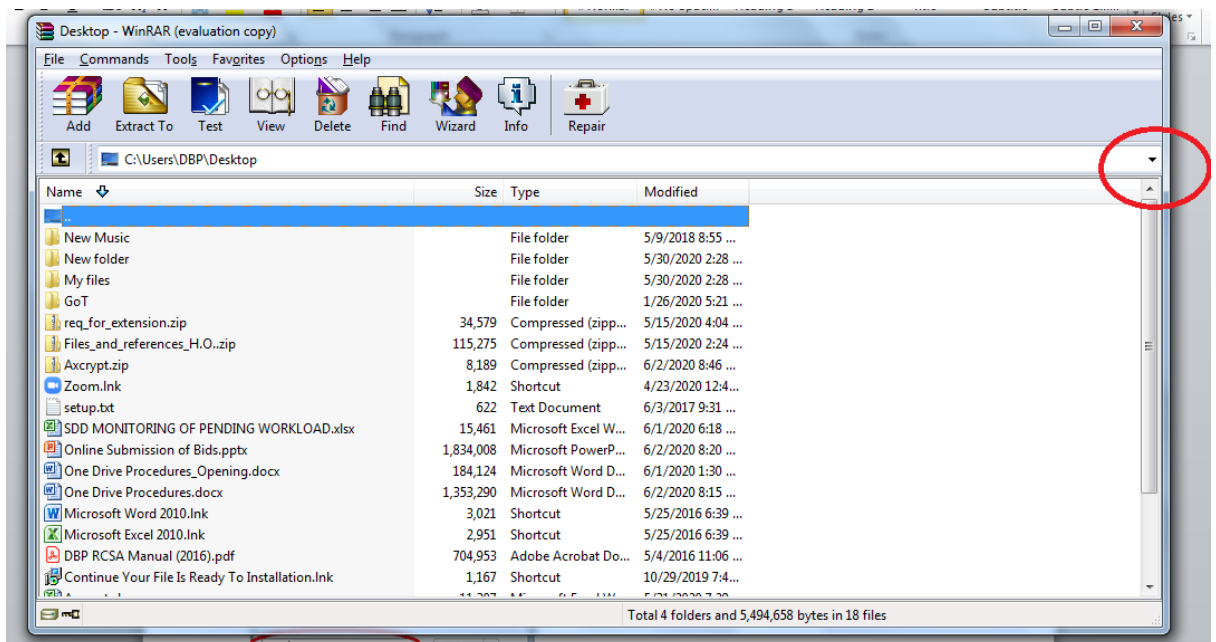 Desktop - WinRAR (evaluation copy)
File Commands Tools Favorites Options Help
Add Extract To Test View Delete Find Wizard Info Repair
C:\Users\DBP\Desktop
Name Size Type Modified
..
New Music File folder 5/9/2018 8:55 ...
New folder File folder 5/30/2020 2:28 ...
My files File folder 5/30/2020 2:28 ...
GoT File folder 1/26/2020 5:21 ...
req_for_extension.zip 34,579 Compressed (zipp... 5/15/2020 4:04 ...
Files_and_references_H.O..zip 115,275 Compressed (zipp... 5/15/2020 2:24 ...
Axcrypt.zip 8,189 Compressed (zipp... 6/2/2020 8:46 ...
Zoom.lnk 1,842 Shortcut 4/23/2020 12:4...
setup.txt 622 Text Document 6/3/2017 9:31 ...
SDD MONITORING OF PENDING WORKLOAD.xlsx 15,461 Microsoft Excel W... 6/1/2020 6:18 ...
Online Submission of Bids.pptx 1,834,008 Microsoft PowerP... 6/2/2020 8:20 ...
One Drive Procedures_Opening.docx 184,124 Microsoft Word D... 6/1/2020 1:30 ...
One Drive Procedures.docx 1,353,290 Microsoft Word D... 6/2/2020 8:15 ...
Microsoft Word 2010.lnk 3,021 Shortcut 5/25/2016 6:39 ...
Microsoft Excel 2010.lnk 2,951 Shortcut 5/25/2016 6:39 ...
DBP RCSA Manual (2016).pdf 704,953 Adobe Acrobat Do... 5/4/2016 11:06 ...
Continue Your File Is Ready To Installation.lnk 1,167 Shortcut 10/29/2019 7:4...
Total 4 folders and 5,494,658 bytes in 18 files